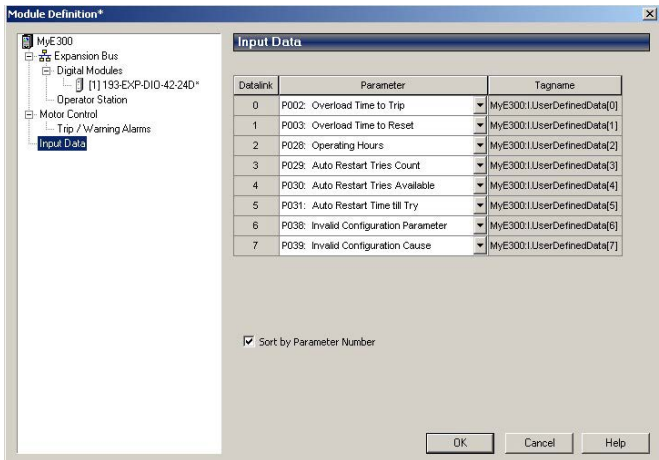 Module Definition*
MyE300
Expansion Bus
Digital Modules
[1] 193-EXP-DIO-42-24D*
Operator Station
Motor Control
Trip / Warning Alarms
Input Data
Input Data
Datalink Parameter Tagname
0 P002: Overload Time to Trip MyE300:I.UserDefinedData[0]
1 P003: Overload Time to Reset MyE300:I.UserDefinedData[1]
2 P028: Operating Hours MyE300:I.UserDefinedData[2]
3 P029: Auto Restart Tries Count MyE300:I.UserDefinedData[3]
4 P030: Auto Restart Tries Available MyE300:I.UserDefinedData[4]
5 P031: Auto Restart Time till Try MyE300:I.UserDefinedData[5]
6 P038: Invalid Configuration Parameter MyE300:I.UserDefinedData[6]
7 P039: Invalid Configuration Cause MyE300:I.UserDefinedData[7]
Sort by Parameter Number
OK Cancel Help